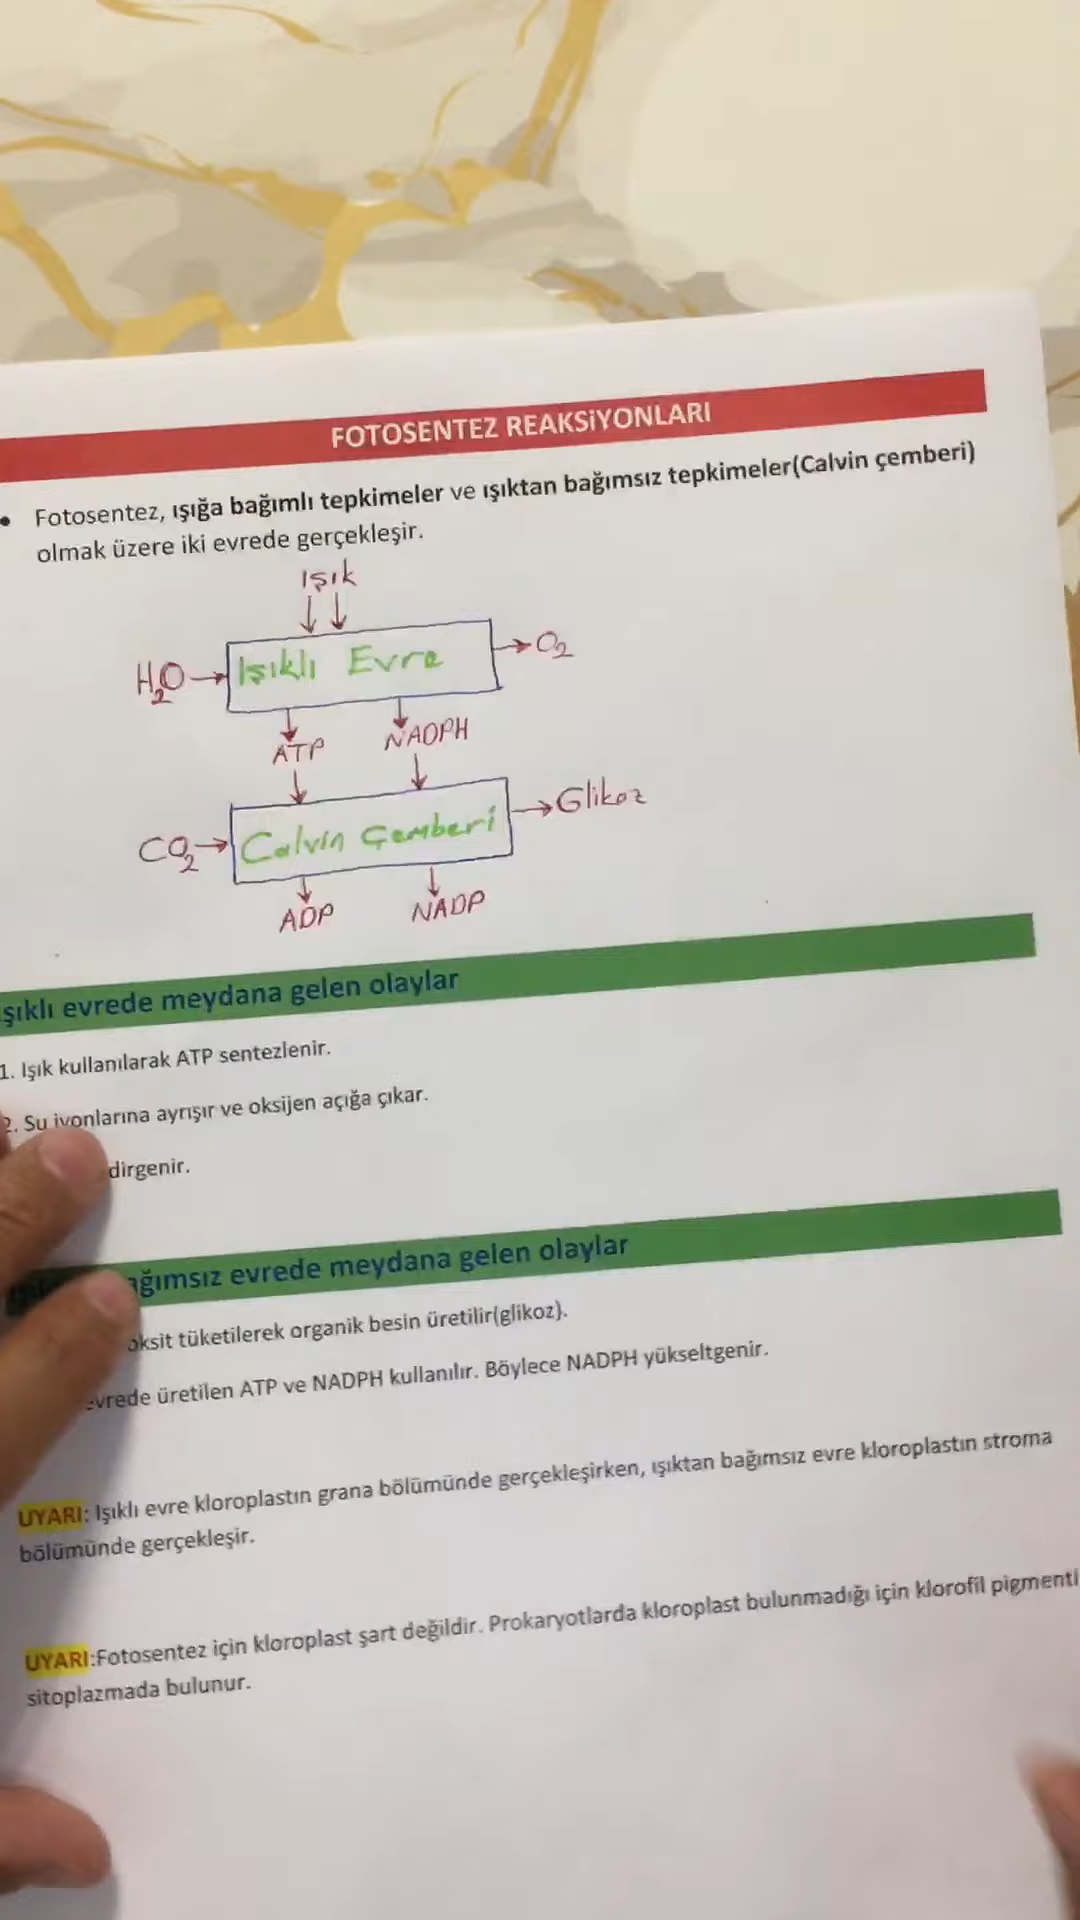 FOTOSENTEZ REAKSiYONLARI
• Fotosentez, ışığa bağımlı tepkimeler ve ışıktan bağımsız tepkimeler(Calvin çemberi)
olmak üzere iki evrede gerçekleşir.
Işık
H2O Işıklı Evre O2
ATP NADPH
CO2 Calvin Çemberi Glikoz
ADP NADP
şıklı evrede meydana gelen olaylar
1. Işık kullanılarak ATP sentezlenir.
2. Su iyonlarına ayrışır ve oksijen açığa çıkar.
dirgenir.
ağımsız evrede meydana gelen olaylar
oksit tüketilerek organik besin üretilir(glikoz).
evrede üretilen ATP ve NADPH kullanılır. Böylece NADPH yükseltgenir.
UYARI: Işıklı evre kloroplastın grana bölümünde gerçekleşirken, ışıktan bağımsız evre kloroplastın stroma
bölümünde gerçekleşir.
UYARI:Fotosentez için kloroplast şart değildir. Prokaryotlarda kloroplast bulunmadığı için klorofil pigmenti
sitoplazmada bulunur.